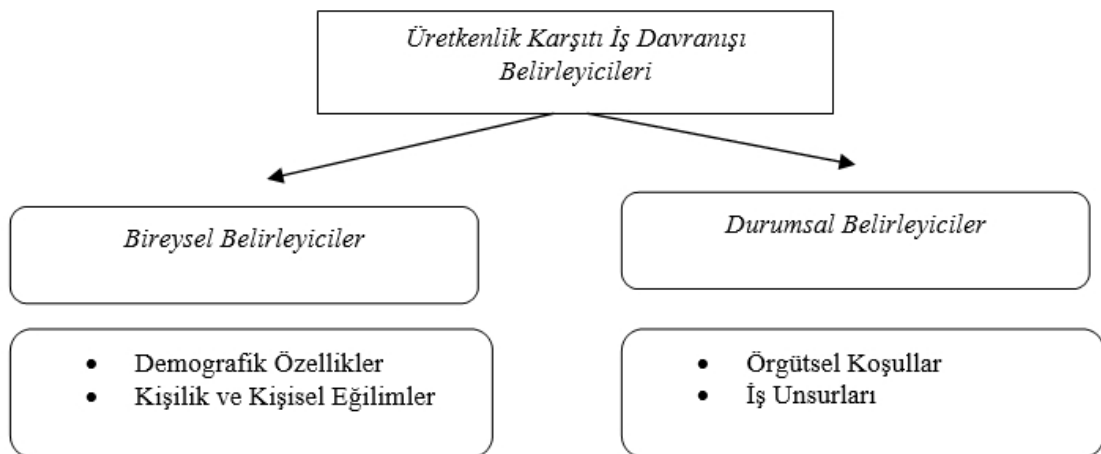 Üretkenlik Karşıtı İş Davranışı
Belirleyicileri
Bireysel Belirleyiciler
Durumsal Belirleyiciler
• Demografik Özellikler
• Kişilik ve Kişisel Eğilimler
• Örgütsel Koşullar
• İş Unsurları